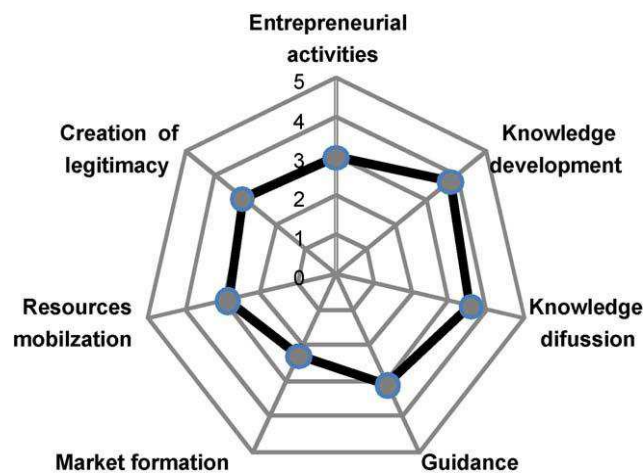 Entrepreneurial
activities
5
4
3
2
1
0
Creation of
legitimacy
Knowledge
development
Resources
mobilzation
Knowledge
difussion
Market formation
Guidance